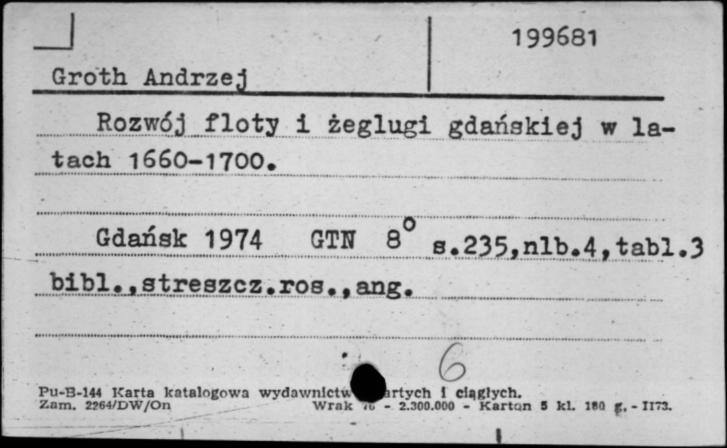 199681
Groth Andrzej
Rozwój floty i żeglugi gdańskiej w la-
tach 1660-1700.
Gdańsk 1974 GTN 8° s.235,nlb.4,tabl.3
bibl.,streszcz.ros.,ang.
6
Pu-B-144 Karta katalogowa wydawnictw artych i ciągłych.
Zam. 2264/DW/On Wrak 76 - 2.300.000 - Karton 5 kl. 180 g. - II73.